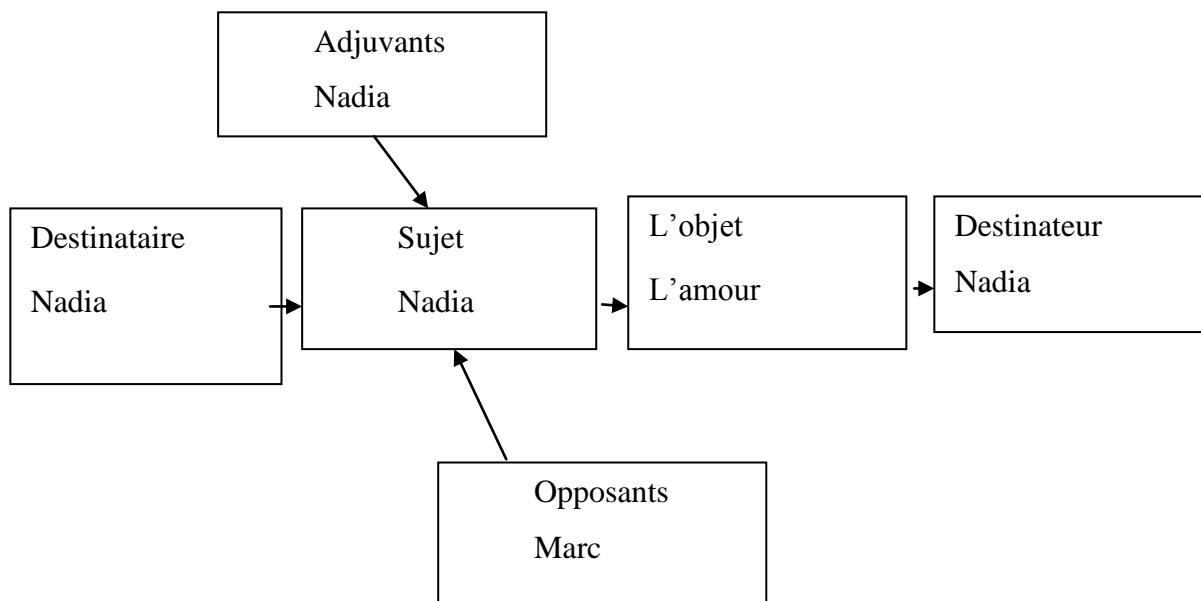 Adjuvants
Nadia
Destinataire
Nadia
Sujet
Nadia
L’objet
L’amour
Destinateur
Nadia
Opposants
Marc